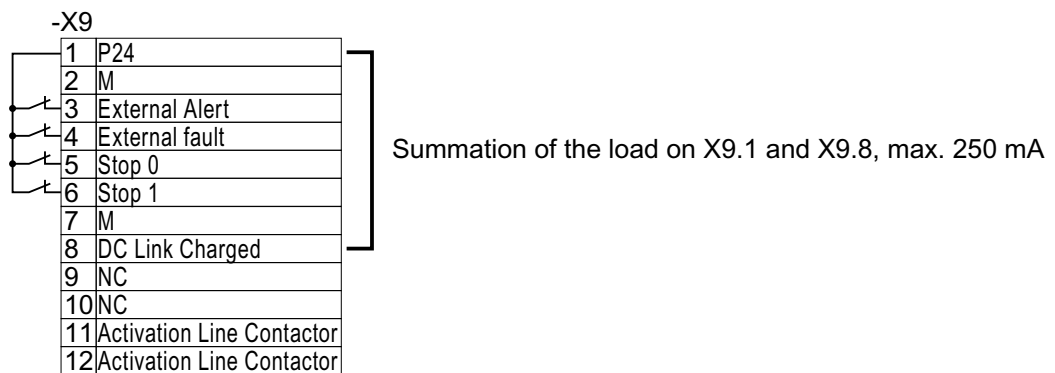 -X9
1 P24
2 M
3 External Alert
4 External fault
5 Stop 0
6 Stop 1
7 M
8 DC Link Charged
9 NC
10 NC
11 Activation Line Contactor
12 Activation Line Contactor
Summation of the load on X9.1 and X9.8, max. 250 mA